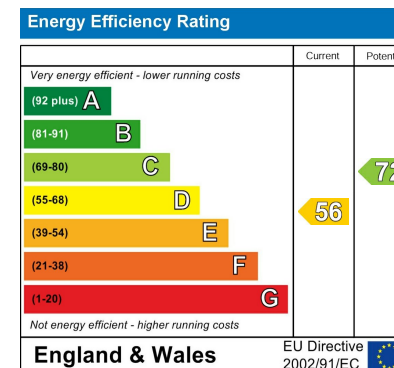 Energy Efficiency Rating
Current Potent
Very energy efficient - lower running costs
(92 plus) A
(81-91) B
(69-80) C
72
(55-68) D
56
(39-54) E
(21-38) F
(1-20) G
Not energy efficient - higher running costs
England & Wales
EU Directive
2002/91/EC